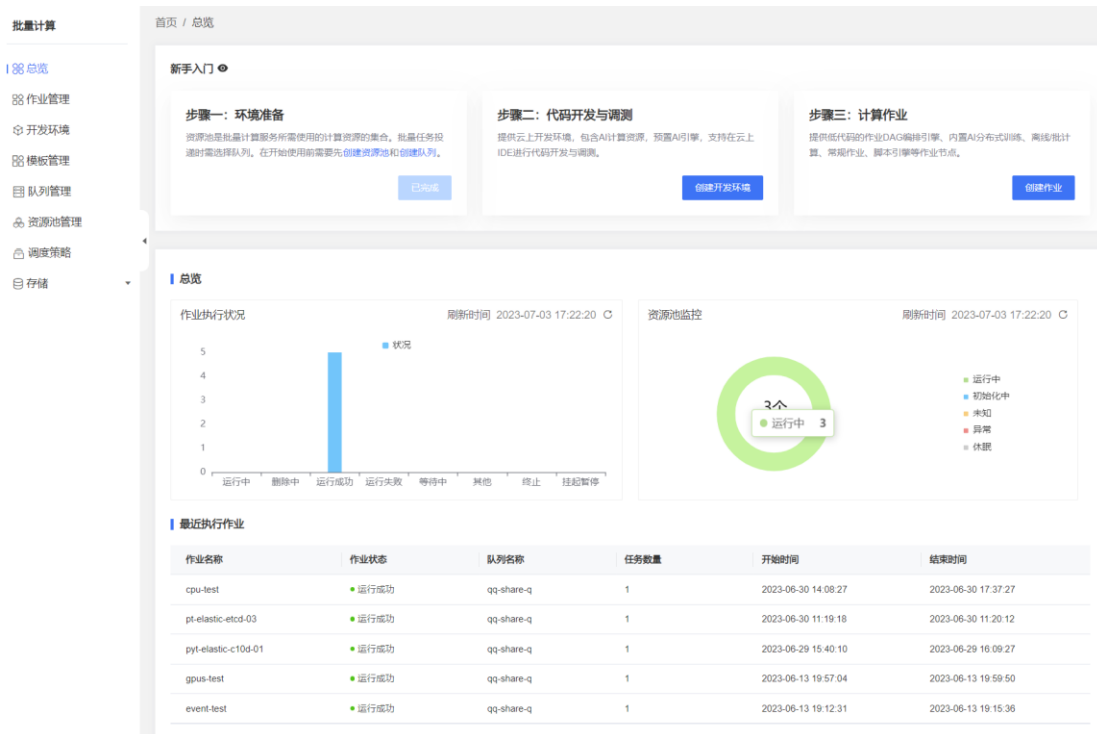 批量计算
首页 / 总览
总览
作业管理
开发环境
模板管理
队列管理
资源池管理
调度策略
存储
新手入门
步骤一：环境准备
资源池是批量计算服务所需使用的计算资源的集合。批量任务投
递时需选择队列。在开始使用前需要先创建资源池和创建队列。
已完成
步骤二：代码开发与调测
提供云上开发环境，包含AI计算资源，预置AI引擎，支持在云上
IDE进行代码开发与调测。
创建开发环境
步骤三：计算作业
提供低代码的作业DAG编排引擎、内置AI分布式训练、离线/批计
算、常规作业、脚本引擎等作业节点。
创建作业
总览
作业执行状况
刷新时间 2023-07-03 17:22:20
状况
5
4
3
2
1
0
运行中 删除中 运行成功 运行失败 等待中 其他 终止 挂起暂停
资源池监控
刷新时间 2023-07-03 17:22:20
3个
运行中 3
运行中
初始化中
未知
异常
休眠
最近执行作业
作业名称 作业状态 队列名称 任务数量 开始时间 结束时间
cpu-test 运行成功 qq-share-q 1 2023-06-30 14:08:27 2023-06-30 17:37:27
pt-elastic-etcd-03 运行成功 qq-share-q 1 2023-06-30 11:19:18 2023-06-30 11:20:12
pyt-elastic-c10d-01 运行成功 qq-share-q 1 2023-06-29 15:40:10 2023-06-29 16:09:27
gpus-test 运行成功 qq-share-q 1 2023-06-13 19:57:04 2023-06-13 19:59:50
event-test 运行成功 qq-share-q 1 2023-06-13 19:12:31 2023-06-13 19:15:36